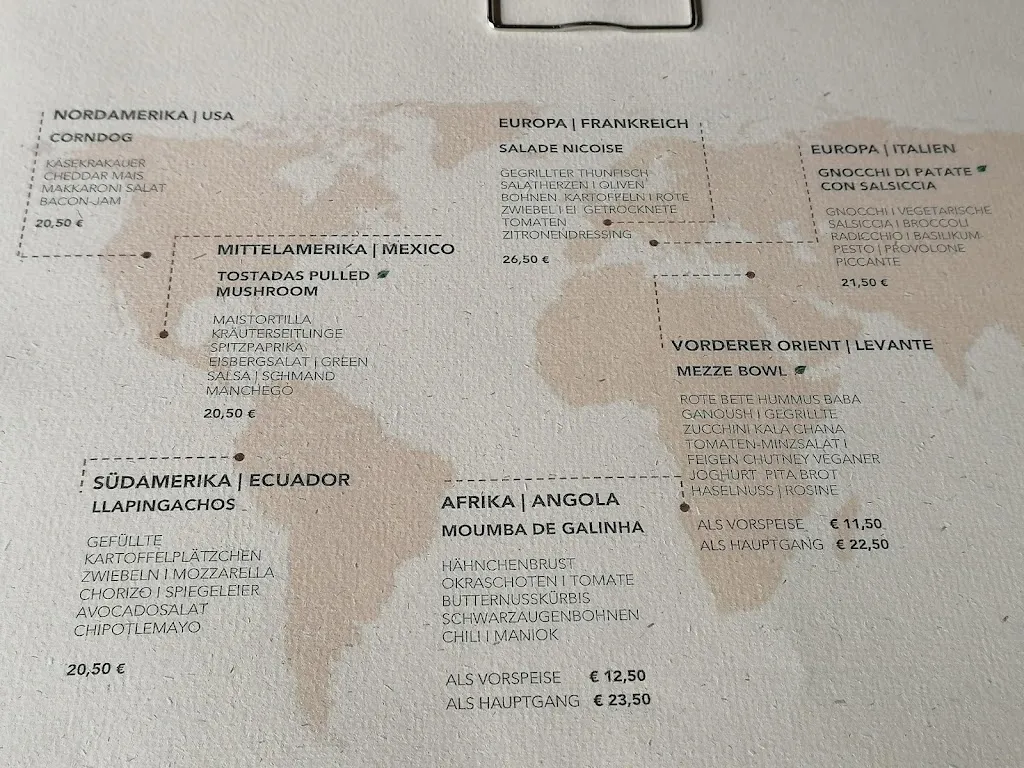 NORDAMERIKA | USA
CORNDOG
KÄSEKRAKAUER
CHEDDAR MAIS
MAKKARONI SALAT
BACON-JAM
20,50 €
MITTELAMERIKA | MEXICO
TOSTADAS PULLED
MUSHROOM
MAISTORTILLA
KRÄUTERSEITLINGE
SPITZPAPRIKA
EISBERGSALAT | GREEN
SALSA | SCHMAND
MANCHEGO
20,50 €
SÜDAMERIKA | ECUADOR
LLAPINGACHOS
GEFÜLLTE
KARTOFFELPLÄTZCHEN
ZWIEBELN I MOZZARELLA
CHORIZO I SPIEGELEIER
AVOCADOSALAT
CHIPOTLEMAYO
20,50 €
EUROPA | FRANKREICH
SALADE NICOISE
GEGRILLTER THUNFISCH
SALATHERZEN I OLIVEN
BOHNEN KARTOFFELN I ROTE
ZWIEBEL I EI GETROCKNETE
TOMATEN
ZITRONENDRESSING
26,50 €
EUROPA | ITALIEN
GNOCCHI DI PATATE
CON SALSICCIA
GNOCCHI I VEGETARISCHE
SALSICCIA I BROCCOLI
RADICCHIO I BASILIKUM
PESTO | PROVOLONE
PICCANTE
21,50 €
VORDERER ORIENT | LEVANTE
MEZZE BOWL
ROTE BETE HUMMUS BABA
GANOUSH I GEGRILLTE
ZUCCHINI KALA CHANA
TOMATEN-MINZSALAT I
FEIGEN CHUTNEY VEGANER
JOGHURT PITA BROT
HASELNUSS | ROSINE
ALS VORSPEISE € 11,50
ALS HAUPTGANG € 22,50
AFRIKA | ANGOLA
MOUMBA DE GALINHA
HÄHNCHENBRUST
OKRASCHOTEN I TOMATE
BUTTERNUSSKÜRBIS
SCHWARZAUGENBOHNEN
CHILI I MANIOK
ALS VORSPEISE € 12,50
ALS HAUPTGANG € 23,50